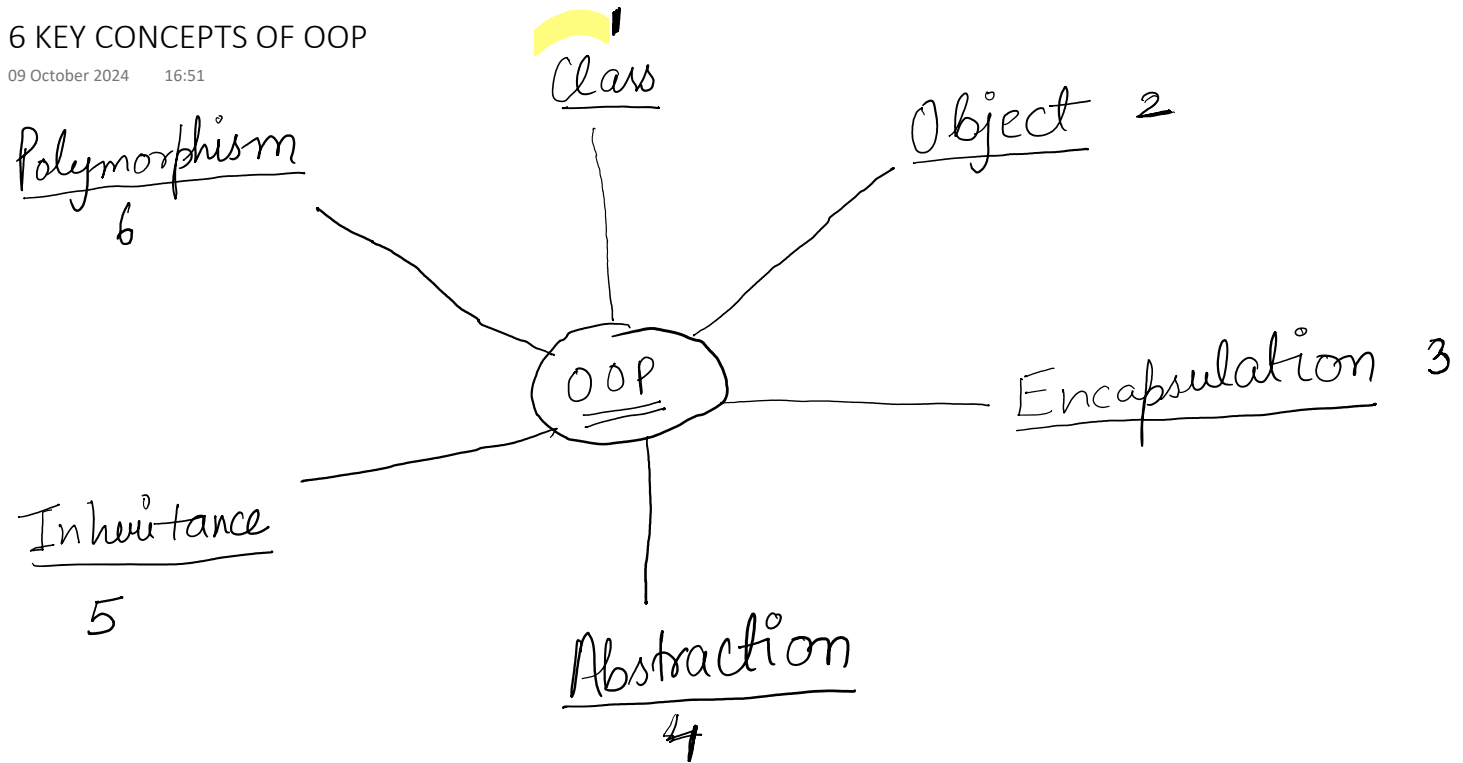 6 KEY CONCEPTS OF OOP
09 October 2024 16:51
1
Class
Object 2
Polymorphism
6
OOP
Encapsulation 3
Inheritance
5
Abstraction
4